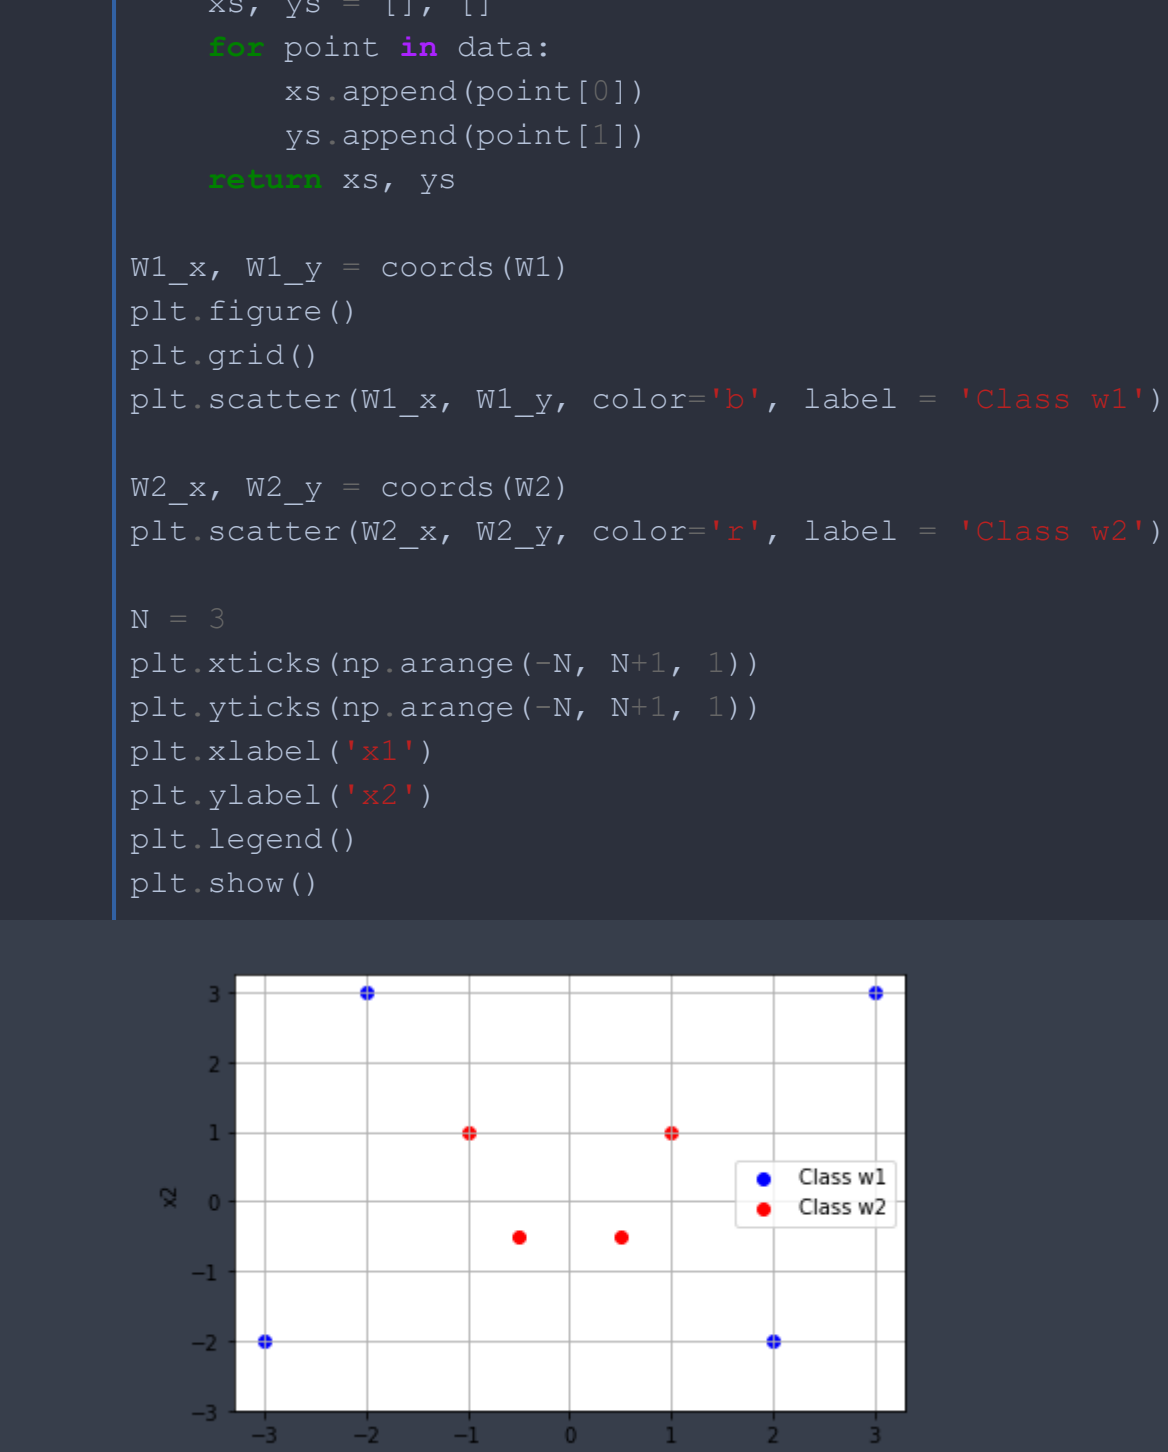 xs, ys = [], []
    for point in data:
        xs.append(point[0])
        ys.append(point[1])
    return xs, ys

W1_x, W1_y = coords(W1)
plt.figure()
plt.grid()
plt.scatter(W1_x, W1_y, color='b', label = 'Class w1')

W2_x, W2_y = coords(W2)
plt.scatter(W2_x, W2_y, color='r', label = 'Class w2')

N = 3
plt.xticks(np.arange(-N, N+1, 1))
plt.yticks(np.arange(-N, N+1, 1))
plt.xlabel('x1')
plt.ylabel('x2')
plt.legend()
plt.show()
3
2
1
0
−1
−2
−3
x2
Class w1
Class w2
−3 −2 −1 0 1 2 3